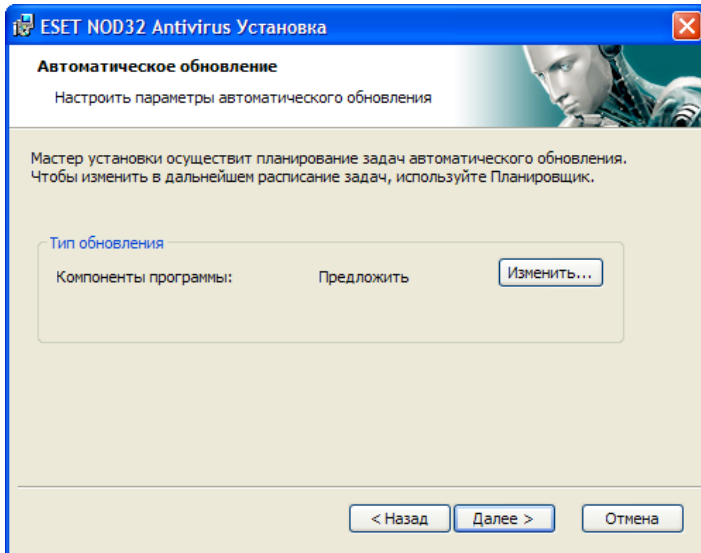 ESET NOD32 Antivirus Установка
Автоматическое обновление
Настроить параметры автоматического обновления
Мастер установки осуществит планирование задач автоматического обновления.
Чтобы изменить в дальнейшем расписание задач, используйте Планировщик.
Тип обновления
Компоненты программы: Предложить Изменить...
< Назад Далее > Отмена